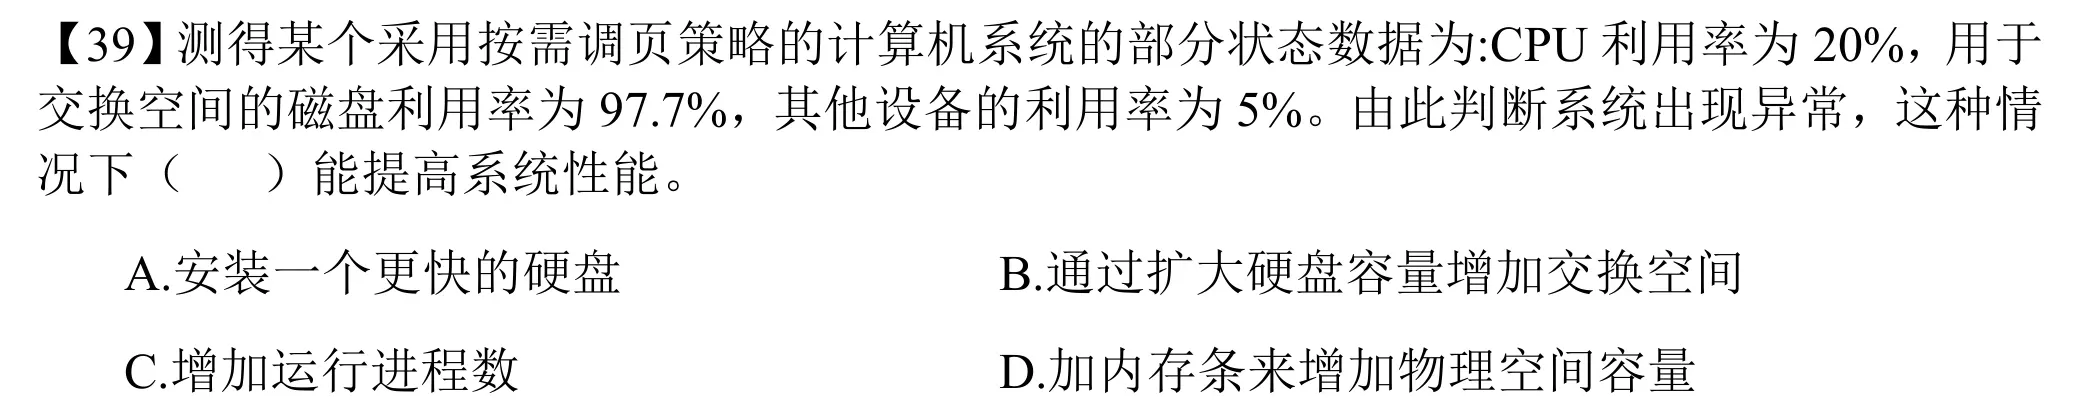 【39】测得某个采用按需调页策略的计算机系统的部分状态数据为:CPU 利用率为 20%，用于
交换空间的磁盘利用率为 97.7%，其他设备的利用率为 5%。由此判断系统出现异常，这种情
况下（ ）能提高系统性能。
A.安装一个更快的硬盘 B.通过扩大硬盘容量增加交换空间
C.增加运行进程数 D.加内存条来增加物理空间容量